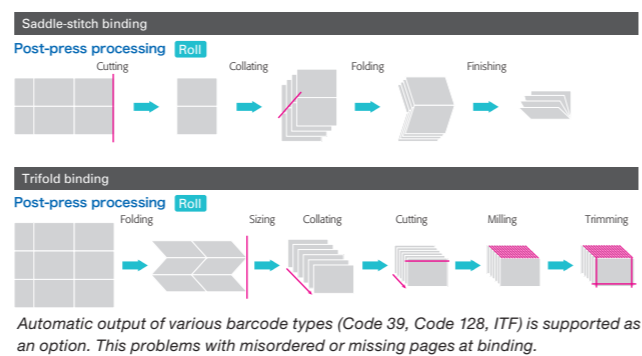 Saddle-stitch binding
Post-press processing Roll
Cutting Collating Folding Finishing
Trifold binding
Post-press processing Roll
Folding Sizing Collating Cutting Milling Trimming
Automatic output of various barcode types (Code 39, Code 128, ITF) is supported as
an option. This problems with misordered or missing pages at binding.